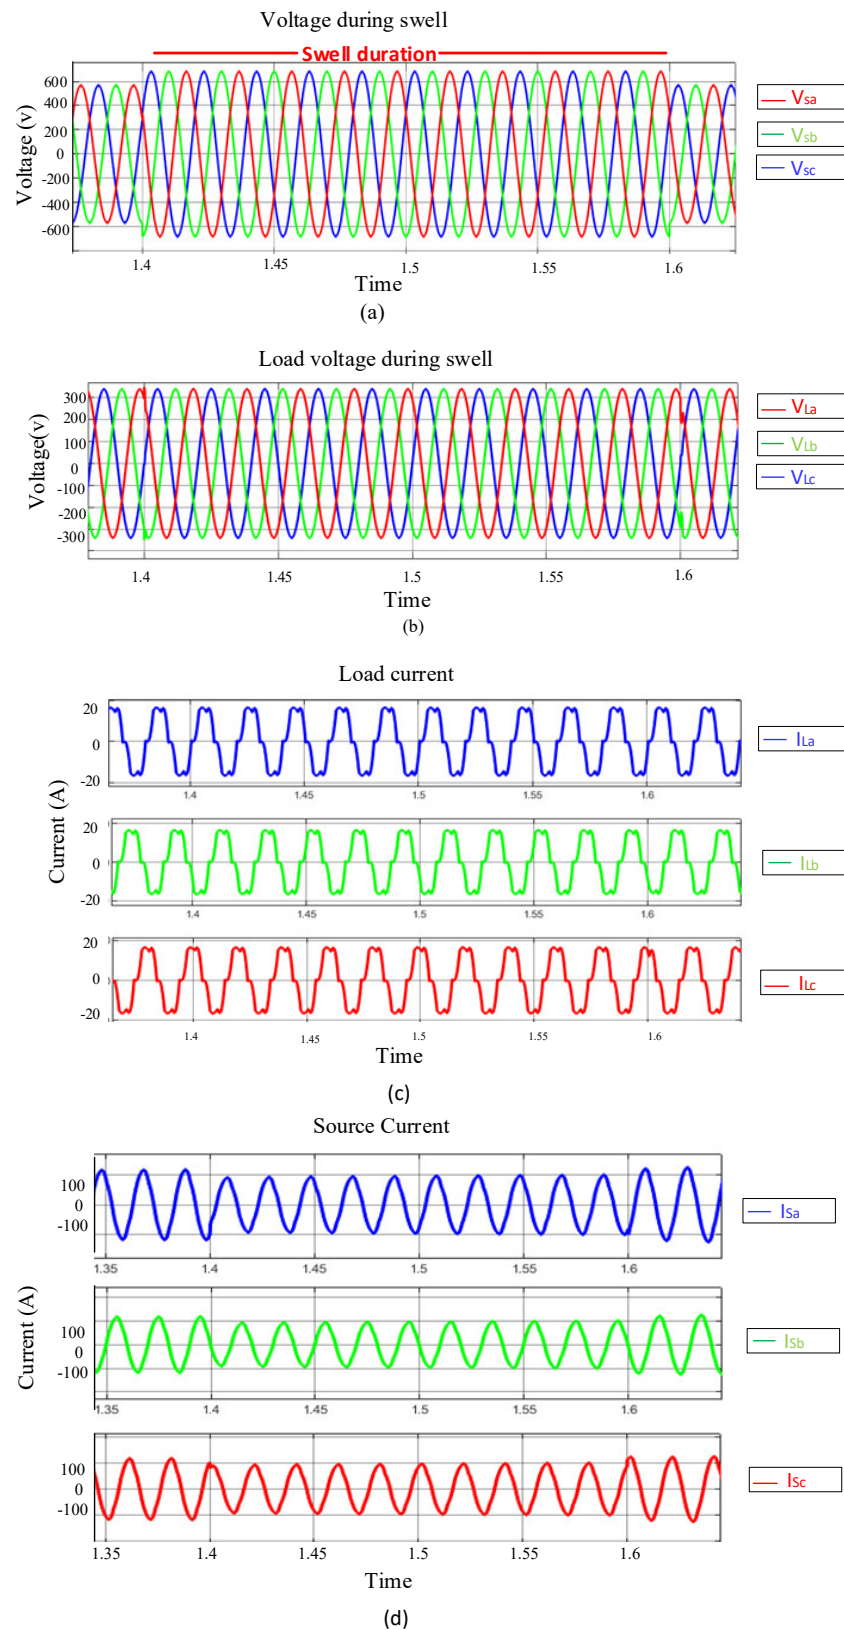 Voltage during swell
Swell duration
600
400
200
0
-200
-400
-600
Voltage (v)
1.4
1.45
1.5
1.55
1.6
Time
(a)
Vsa
Vsb
Vsc
Load voltage during swell
300
200
100
0
-100
-200
-300
Voltage(v)
1.4
1.45
1.5
1.55
1.6
Time
(b)
VLa
VLb
VLc
Load current
20
0
-20
1.4
1.45
1.5
1.55
1.6
ILa
20
0
-20
1.4
1.45
1.5
1.55
1.6
ILb
Current (A)
20
0
-20
1.4
1.45
1.5
1.55
1.6
ILc
Time
(c)
Source Current
100
0
-100
1.35
1.4
1.45
1.5
1.55
1.6
ISa
100
0
-100
1.35
1.4
1.45
1.5
1.55
1.6
ISb
Current (A)
100
0
-100
1.35
1.4
1.45
1.5
1.55
1.6
ISc
Time
(d)